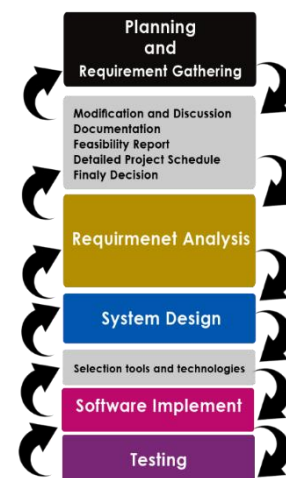 Planning
and
Requirement Gathering
Modification and Discussion
Documentation
Feasibility Report
Detailed Project Schedule
Finaly Decision
Requirmenet Analysis
System Design
Selection tools and technologies
Software Implement
Testing